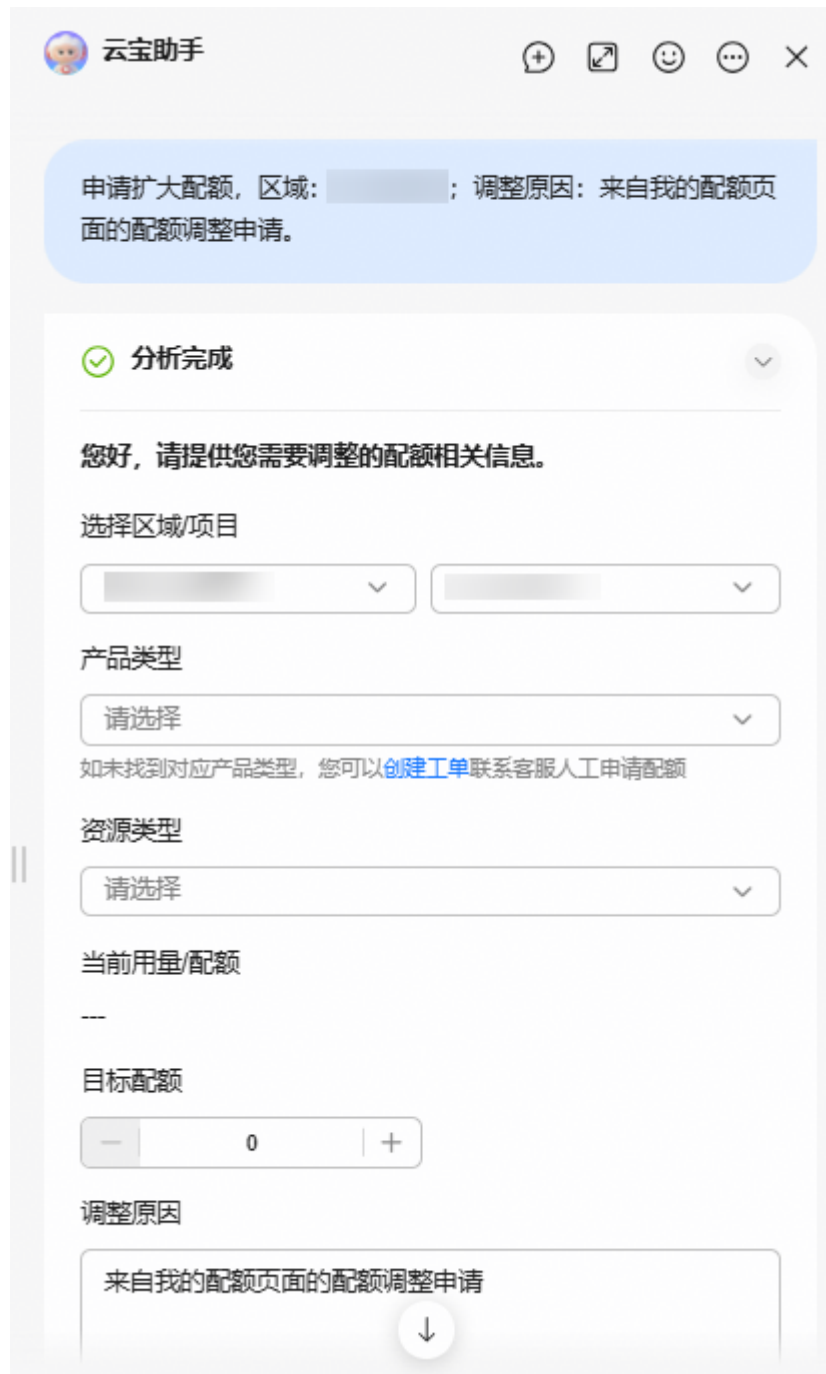 云宝助手
申请扩大配额，区域：；调整原因：来自我的配额页
面的配额调整申请。
分析完成
您好，请提供您需要调整的配额相关信息。
选择区域/项目
产品类型
请选择
如未找到对应产品类型，您可以创建工单联系客服人工申请配额
资源类型
请选择
当前用量/配额
---
目标配额
0
调整原因
来自我的配额页面的配额调整申请